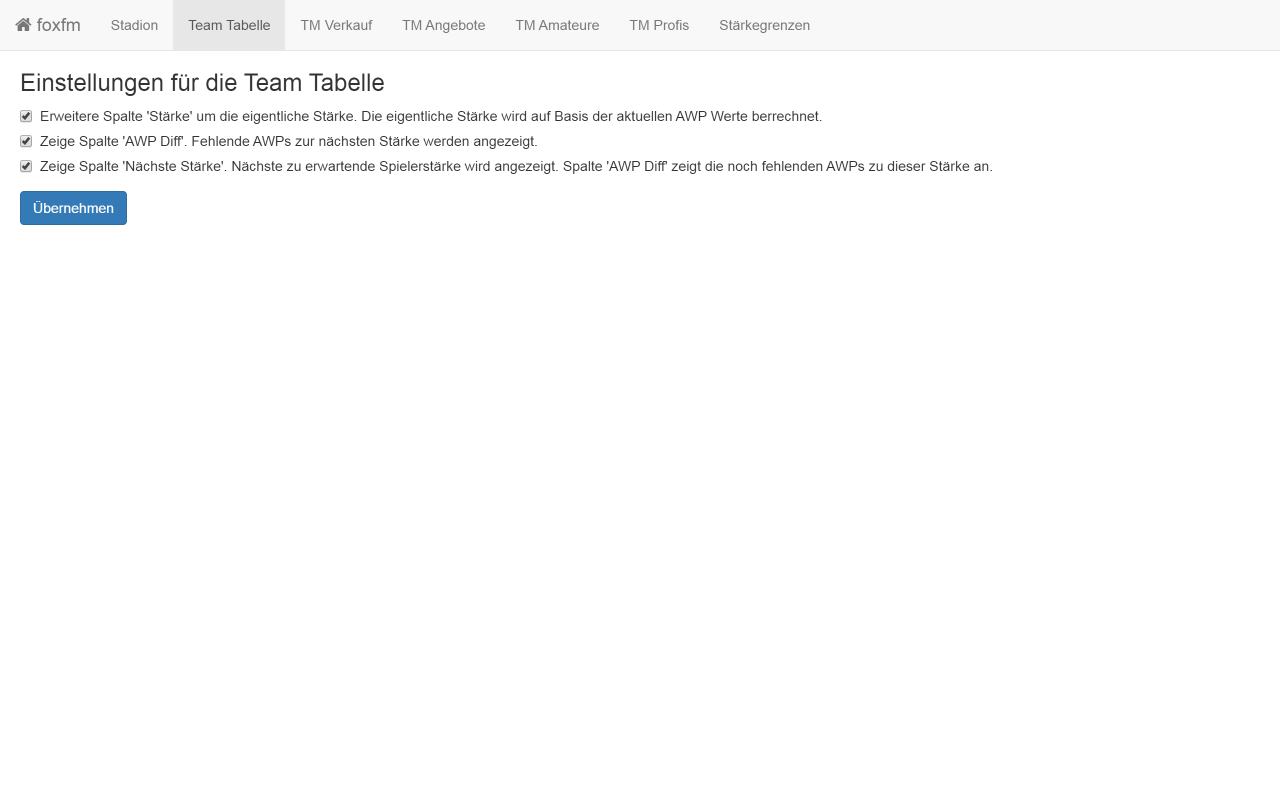 foxfm Stadion Team Tabelle TM Verkauf TM Angebote TM Amateure TM Profis Stärkegrenzen
Einstellungen für die Team Tabelle
Erweitere Spalte 'Stärke' um die eigentliche Stärke. Die eigentliche Stärke wird auf Basis der aktuellen AWP Werte berrechnet.
Zeige Spalte 'AWP Diff'. Fehlende AWPs zur nächsten Stärke werden angezeigt.
Zeige Spalte 'Nächste Stärke'. Nächste zu erwartende Spielerstärke wird angezeigt. Spalte 'AWP Diff' zeigt die noch fehlenden AWPs zu dieser Stärke an.
Übernehmen